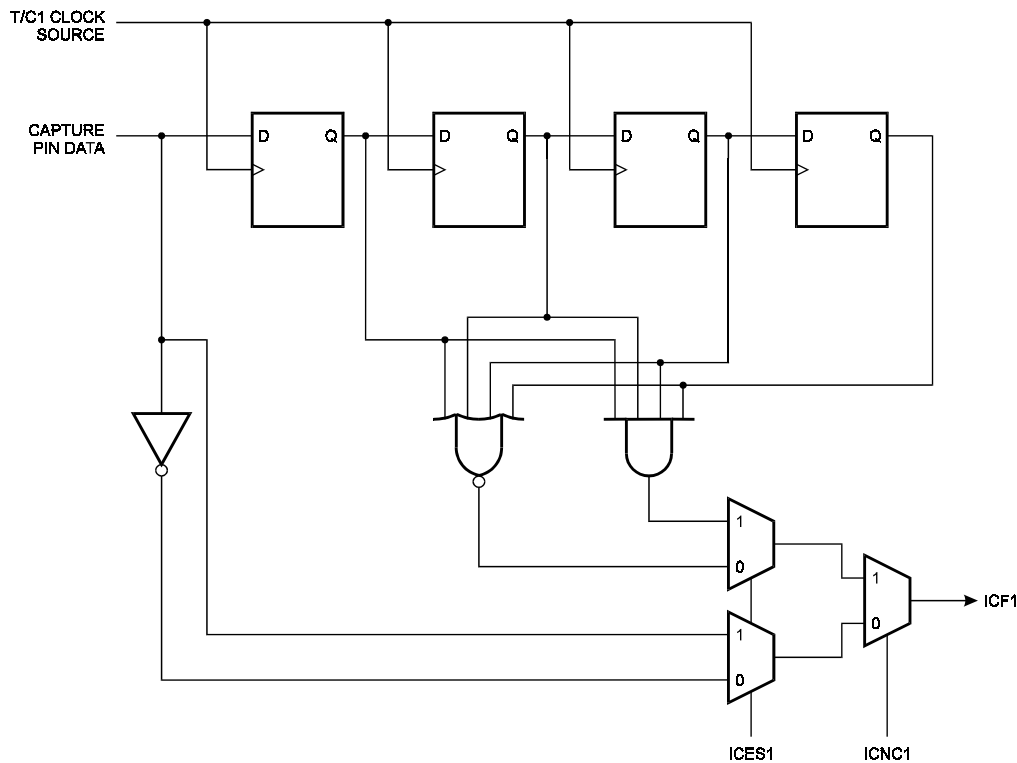 T/C1 CLOCK
SOURCE
CAPTURE
PIN DATA
D Q D Q D Q D Q
1
0
1
0
1
0
ICF1
ICES1
ICNC1